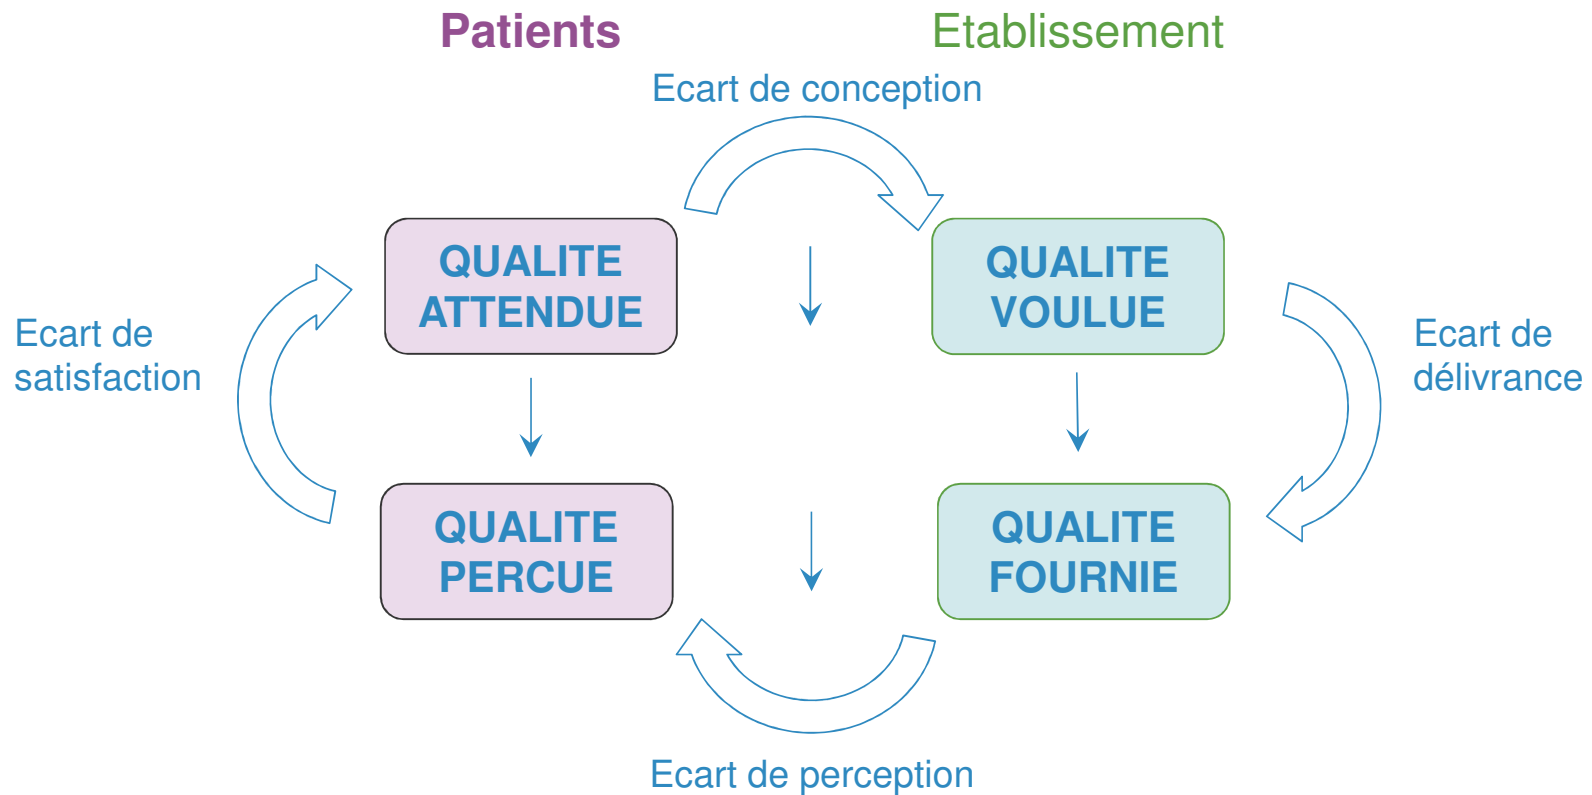 Patients
Etablissement
Ecart de conception
QUALITE
ATTENDUE
QUALITE
VOULUE
Ecart de
satisfaction
Ecart de
délivrance
QUALITE
PERCUE
QUALITE
FOURNIE
Ecart de perception